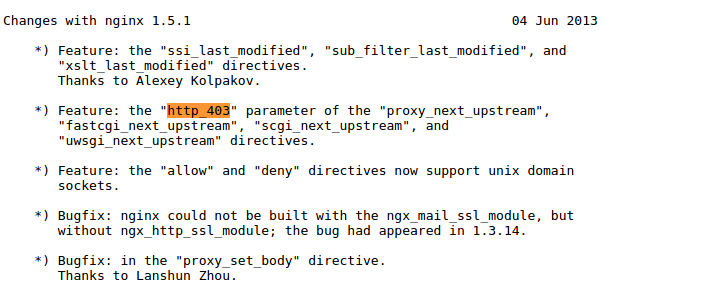 Changes with nginx 1.5.1 04 Jun 2013
*) Feature: the "ssi_last_modified", "sub_filter_last_modified", and
"xslt_last_modified" directives.
Thanks to Alexey Kolpakov.
*) Feature: the "http_403" parameter of the "proxy_next_upstream",
"fastcgi_next_upstream", "scgi_next_upstream", and
"uwsgi_next_upstream" directives.
*) Feature: the "allow" and "deny" directives now support unix domain
sockets.
*) Bugfix: nginx could not be built with the ngx_mail_ssl_module, but
without ngx_http_ssl_module; the bug had appeared in 1.3.14.
*) Bugfix: in the "proxy_set_body" directive.
Thanks to Lanshun Zhou.